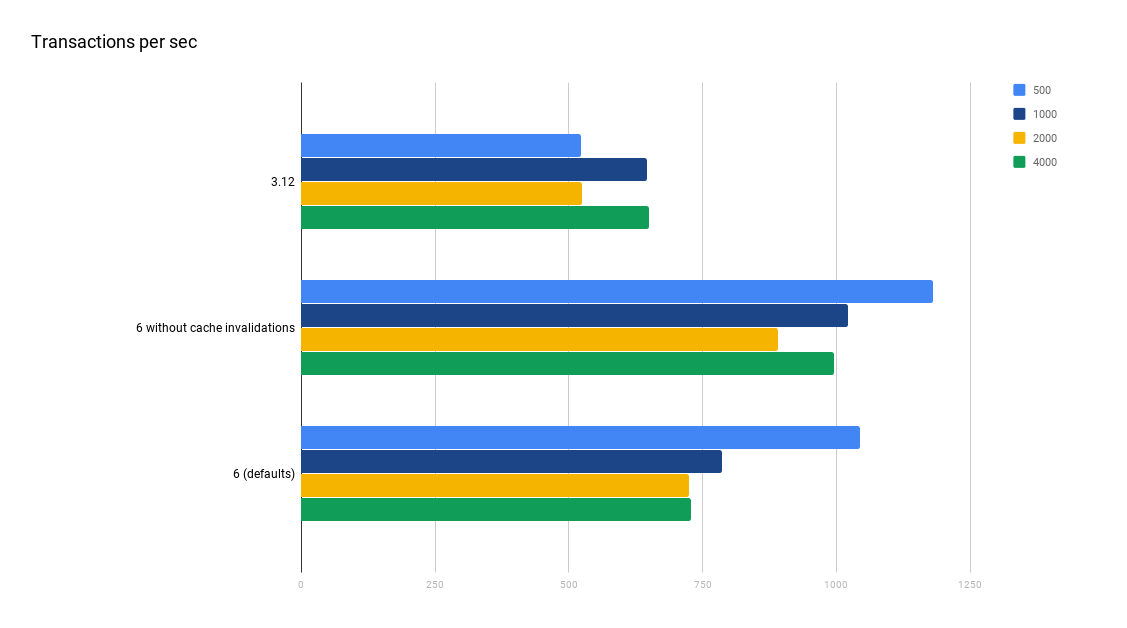 Transactions per sec
500
1000
2000
4000
3.12
6 without cache invalidations
6 (defaults)
0 250 500 750 1000 1250